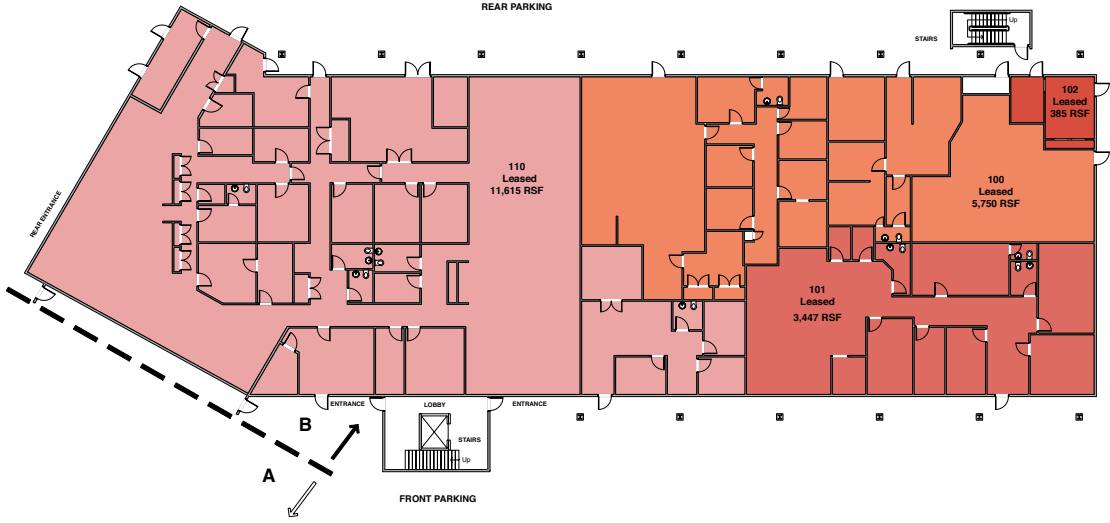 REAR PARKING
Up
STAIRS
102
Leased
385 RSF
110
Leased
11,615 RSF
100
Leased
5,750 RSF
REAR ENTRANCE
101
Leased
3,447 RSF
ENTRANCE
LOBBY
ENTRANCE
B
STAIRS
Up
A
FRONT PARKING